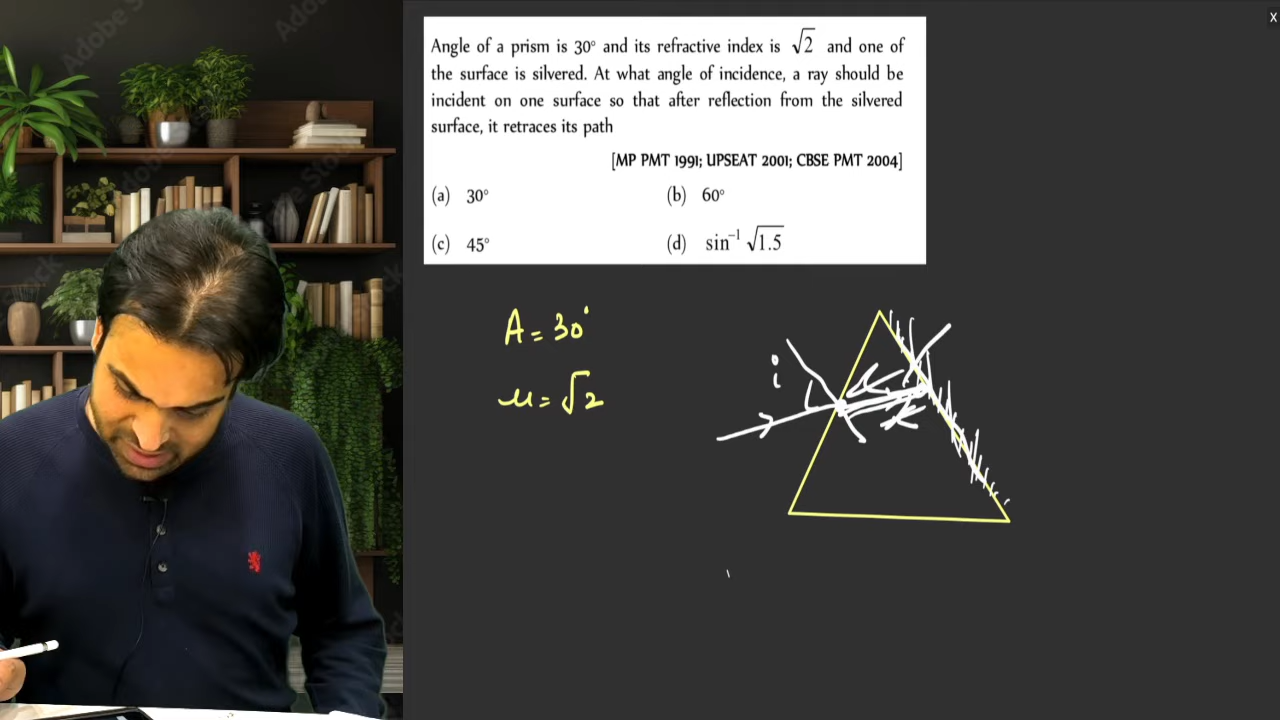 Angle of a prism is 30° and its refractive index is √2 and one of
the surface is silvered. At what angle of incidence, a ray should be
incident on one surface so that after reflection from the silvered
surface, it retraces its path
[MP PMT 1991; UPSEAT 2001; CBSE PMT 2004]
(a) 30° (b) 60°
(c) 45° (d) sin⁻¹ √1.5
A = 30°
μ = √2
i
x
Adobe Stock